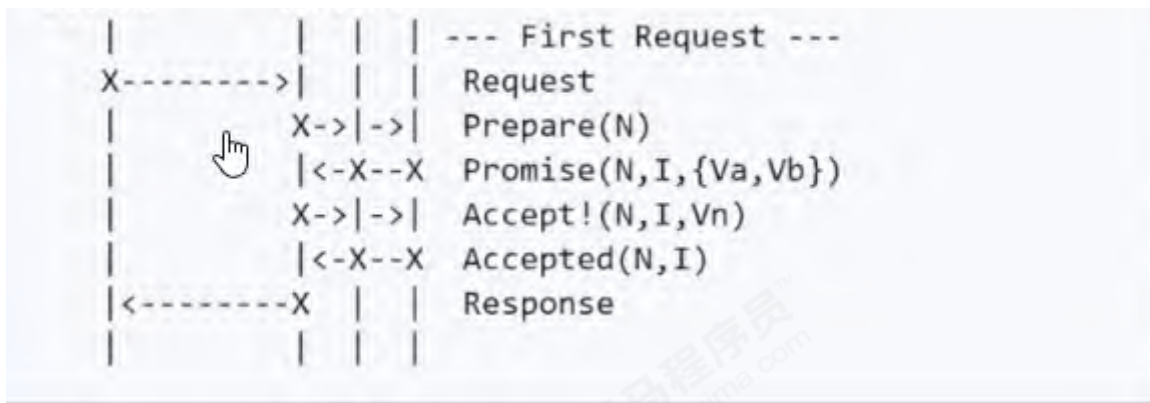 |            |  |  | --- First Request ---
X-------->|  |  |  Request
|            X->|->|  Prepare(N)
|            |<-X--X  Promise(N,I,{Va,Vb})
|            X->|->|  Accept!(N,I,Vn)
|            |<-X--X  Accepted(N,I)
|<--------X  |  |  Response
|            |  |  |